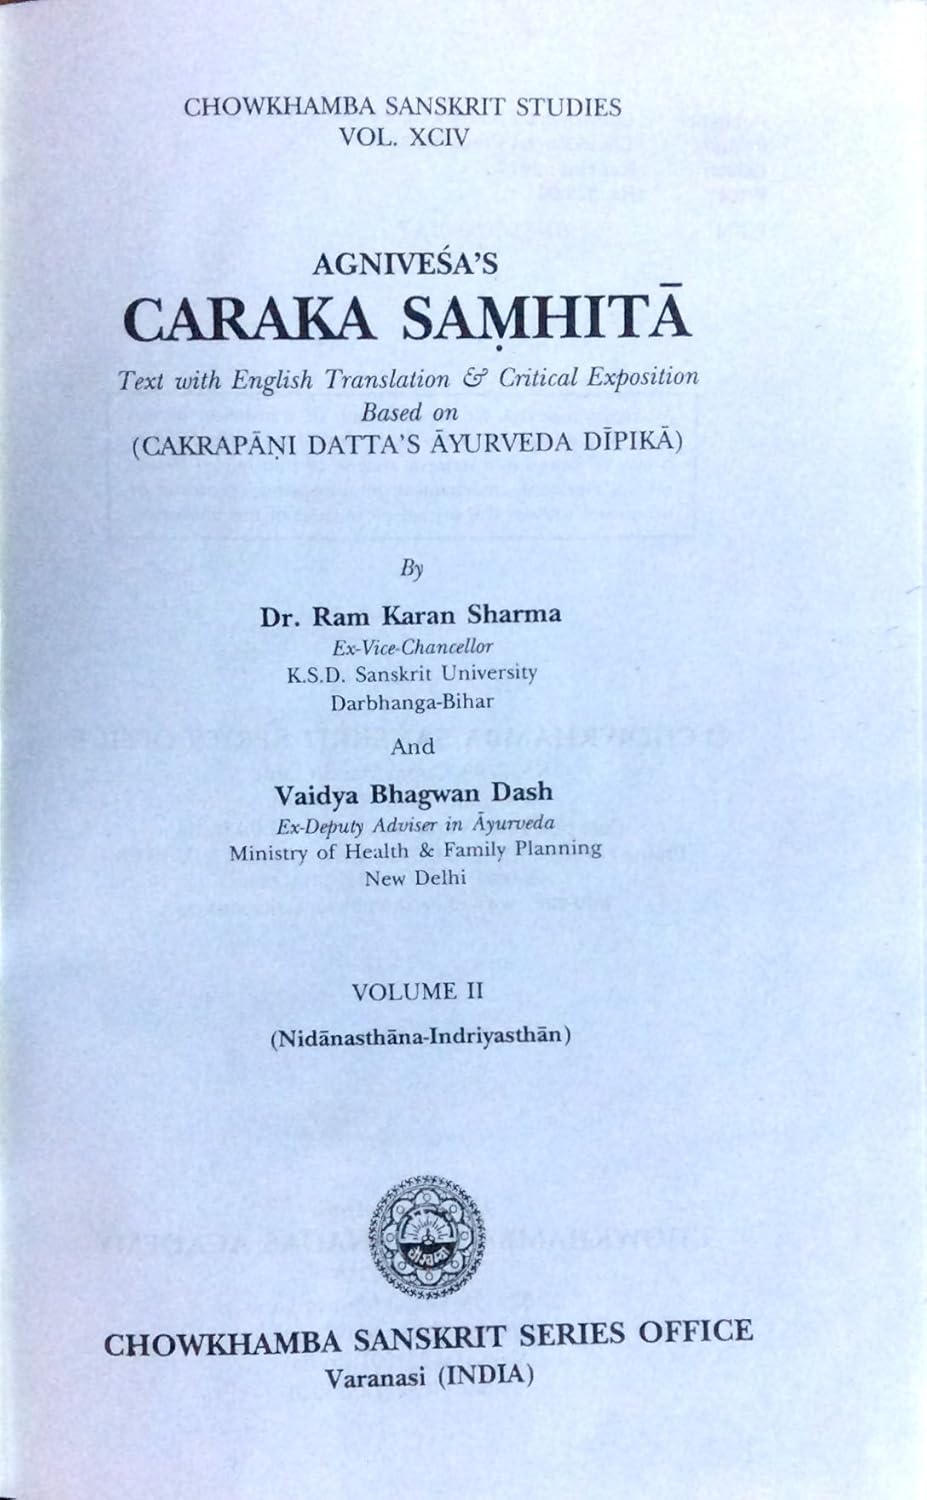 CHOWKHAMBA SANSKRIT STUDIES
VOL. XCIV
AGNIVEŚA'S
CARAKA SAṂHITĀ
Text with English Translation & Critical Exposition
Based on
(CAKRAPĀṆI DATTA'S ĀYURVEDA DĪPIKĀ)
By
Dr. Ram Karan Sharma
Ex-Vice-Chancellor
K.S.D. Sanskrit University
Darbhanga-Bihar
And
Vaidya Bhagwan Dash
Ex-Deputy Adviser in Āyurveda
Ministry of Health & Family Planning
New Delhi
VOLUME II
(Nidānasthāna-Indriyasthān)
CHOWKHAMBA SANSKRIT SERIES OFFICE
Varanasi (INDIA)